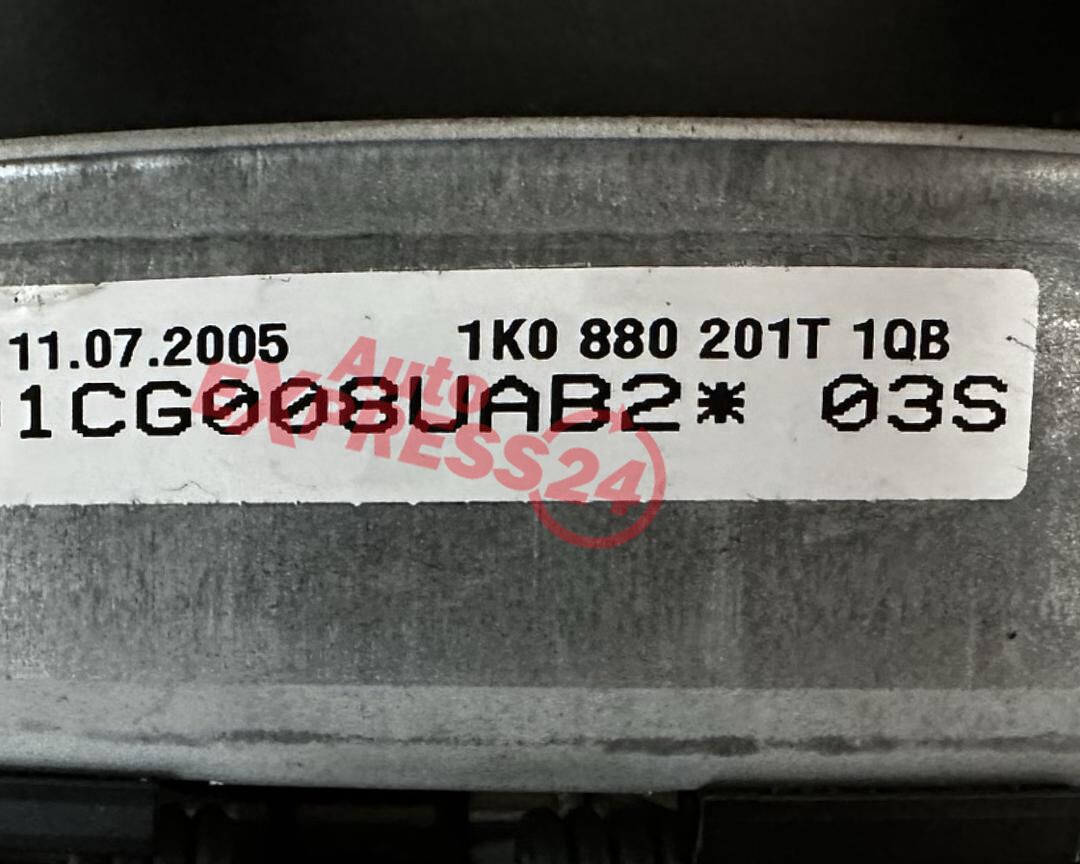 11.07.2005 1K0 880 201T 1QB
1CG008UAB2* 03S
Auto
EXPRESS24